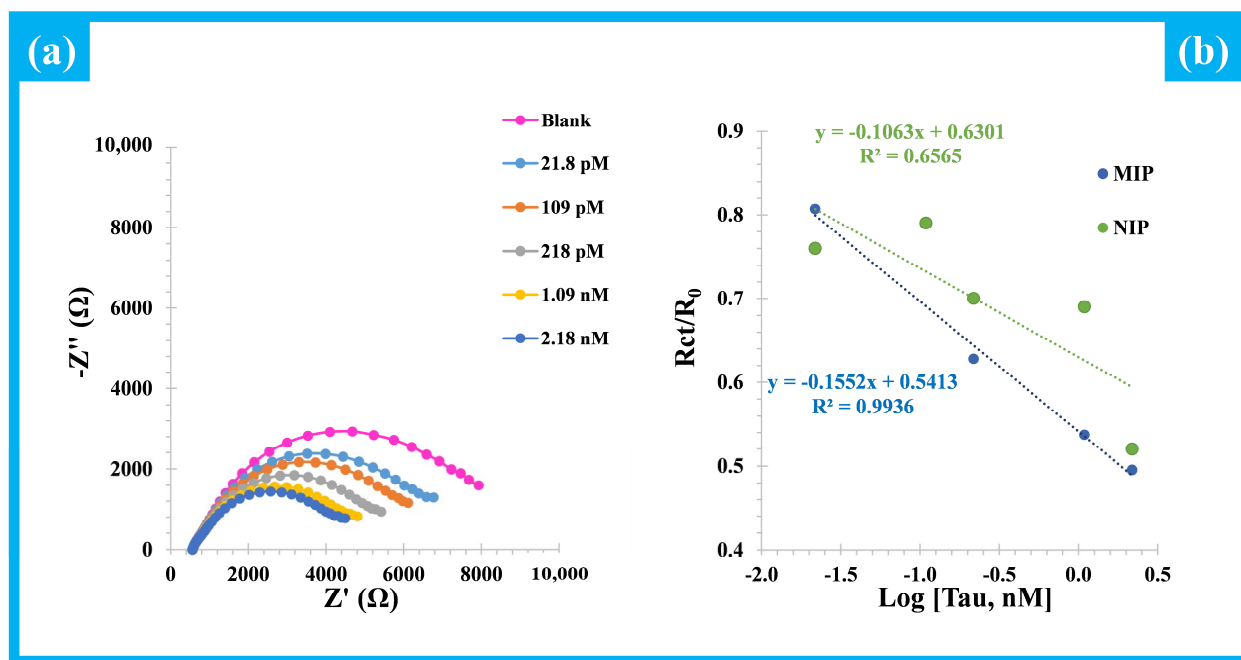 (a)
(b)
Blank
21.8 pM
109 pM
218 pM
1.09 nM
2.18 nM
10,000
8000
6000
4000
2000
0
-Z'' (Ω)
0
2000
4000
6000
8000
10,000
Z' (Ω)
y = -0.1063x + 0.6301
R² = 0.6565
MIP
NIP
y = -0.1552x + 0.5413
R² = 0.9936
0.9
0.8
0.7
0.6
0.5
0.4
Rct/R₀
-2.0
-1.5
-1.0
-0.5
0.0
0.5
Log [Tau, nM]